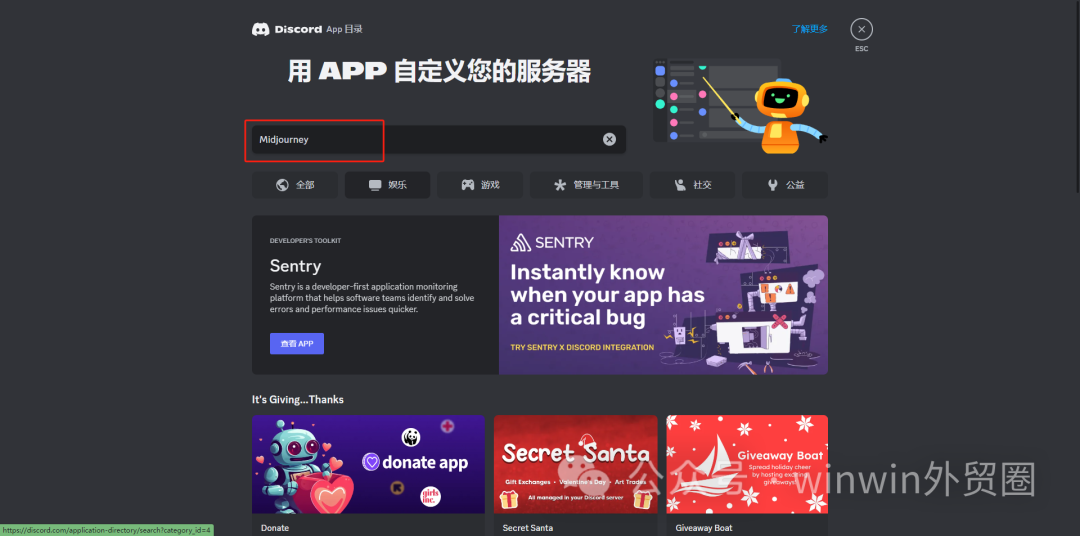 Discord App 目录
了解更多
ESC
用 APP 自定义您的服务器
Midjourney
全部
娱乐
游戏
管理与工具
社交
公益
DEVELOPER'S TOOLKIT
Sentry
Sentry is a developer-first application monitoring
platform that helps software teams identify and solve
errors and performance issues quicker.
查看 APP
SENTRY
Instantly know
when your app has
a critical bug
TRY SENTRY X DISCORD INTEGRATION
It's Giving...Thanks
donate app
girls
inc.
Secret Santa
Gift Exchanges • Valentine's Day • Art Trades
All managed in your Discord server
Giveaway Boat
Spread holiday cheer
by hosting exciting
giveaways
公众号 · winwin外贸圈
Donate
Secret Santa
Giveaway Boat
https://discord.com/application-directory/search?category_id=4